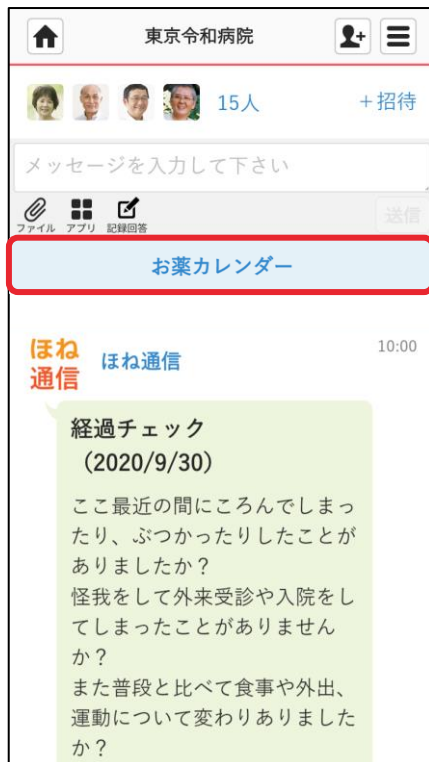 東京令和病院
15人
＋招待
メッセージを入力して下さい
ファイル アプリ 記録回答
送信
お薬カレンダー
ほね
通信
ほね通信
10:00
経過チェック
（2020/9/30）
ここ最近の間にころんでしまっ
たり、ぶつかったりしたことが
ありましたか？
怪我をして外来受診や入院をし
てしまったことがありません
か？
また普段と比べて食事や外出、
運動について変わりありました
か？